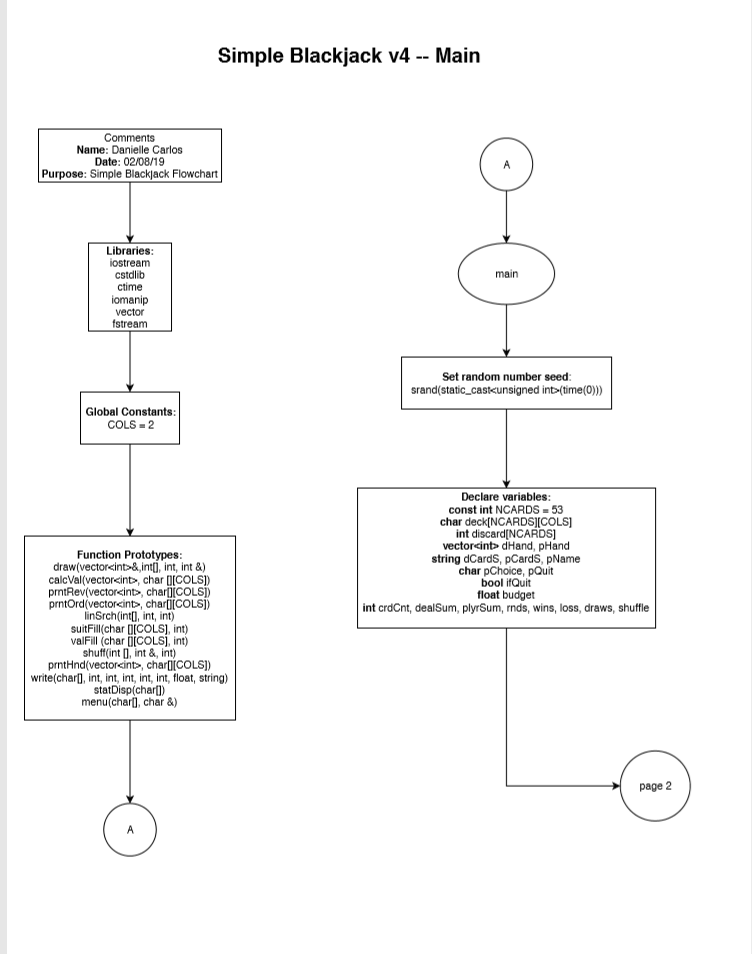 Simple Blackjack v4 -- Main
Comments
Name: Danielle Carlos
Date: 02/08/19
Purpose: Simple Blackjack Flowchart
Libraries:
iostream
cstdlib
ctime
iomanip
vector
fstream
Global Constants:
COLS = 2
Function Prototypes:
draw(vector<int>&,int[], int, int &)
calcVal(vector<int>, char [][COLS])
prntRev(vector<int>, char[][COLS])
prntOrd(vector<int>, char[][COLS])
linSrch(int[], int, int)
suitFill(char [][COLS], int)
valFill (char [][COLS], int)
shuff(int [], int &, int)
prntHnd(vector<int>, char[][COLS])
write(char[], int, int, int, int, int, float, string)
statDisp(char[])
menu(char[], char &)
A
A
main
Set random number seed:
srand(static_cast<unsigned int>(time(0)))
Declare variables:
const int NCARDS = 53
char deck[NCARDS][COLS]
int discard[NCARDS]
vector<int> dHand, pHand
string dCardS, pCardS, pName
char pChoice, pQuit
bool ifQuit
float budget
int crdCnt, dealSum, plyrSum, rnds, wins, loss, draws, shuffle
page 2